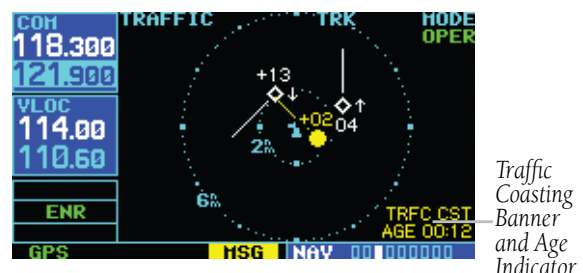 COM
118.300
121.900
VLOC
114.00
110.60
ENR
GPS
TRAFFIC
TRK
MODE
OPER
+13
↓
↑
+02
04
2nm
6nm
TRFC CST
AGE 00:12
MSG
NAV
Traffic
Coasting
Banner
and Age
Indicator